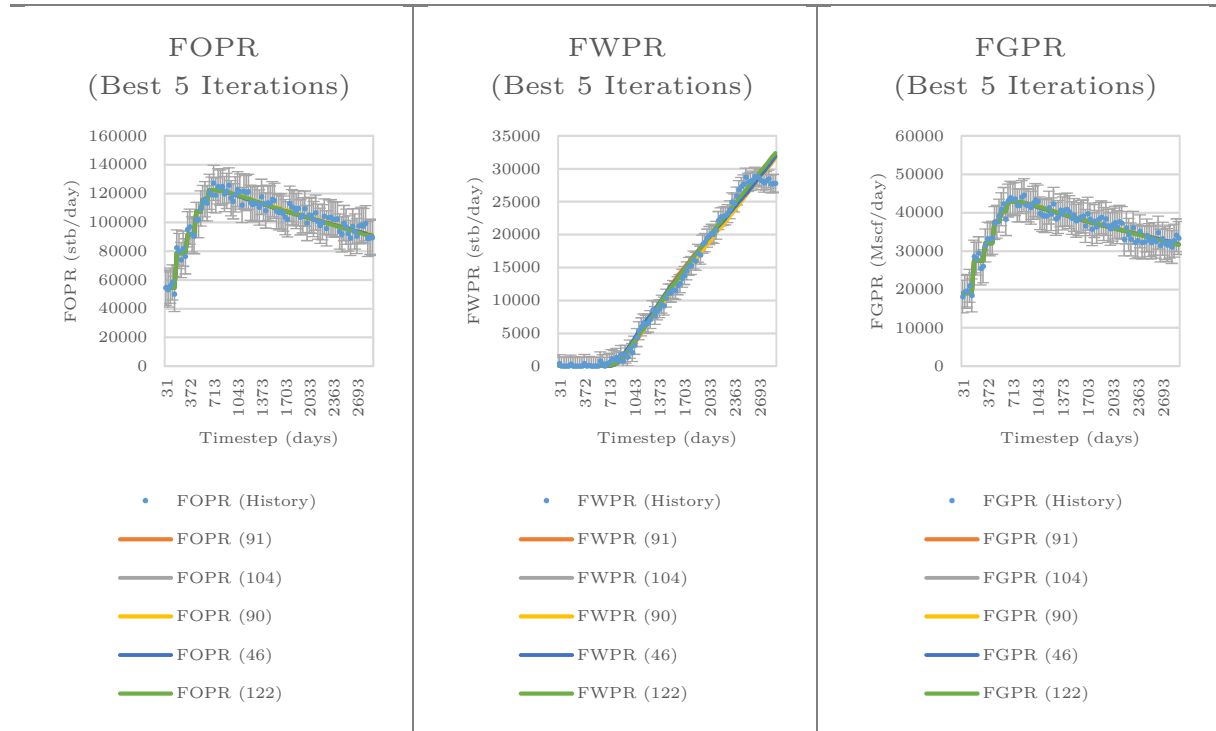 FOPR
(Best 5 Iterations)
160000
140000
120000
100000
80000
60000
40000
20000
0
FOPR (stb/day)
31
372
713
1043
1373
1703
2033
2363
2693
Timestep (days)
FOPR (History)
FOPR (91)
FOPR (104)
FOPR (90)
FOPR (46)
FOPR (122)
FWPR
(Best 5 Iterations)
35000
30000
25000
20000
15000
10000
5000
0
FWPR (stb/day)
31
372
713
1043
1373
1703
2033
2363
2693
Timestep (days)
FWPR (History)
FWPR (91)
FWPR (104)
FWPR (90)
FWPR (46)
FWPR (122)
FGPR
(Best 5 Iterations)
60000
50000
40000
30000
20000
10000
0
FGPR (Mscf/day)
31
372
713
1043
1373
1703
2033
2363
2693
Timestep (days)
FGPR (History)
FGPR (91)
FGPR (104)
FGPR (90)
FGPR (46)
FGPR (122)